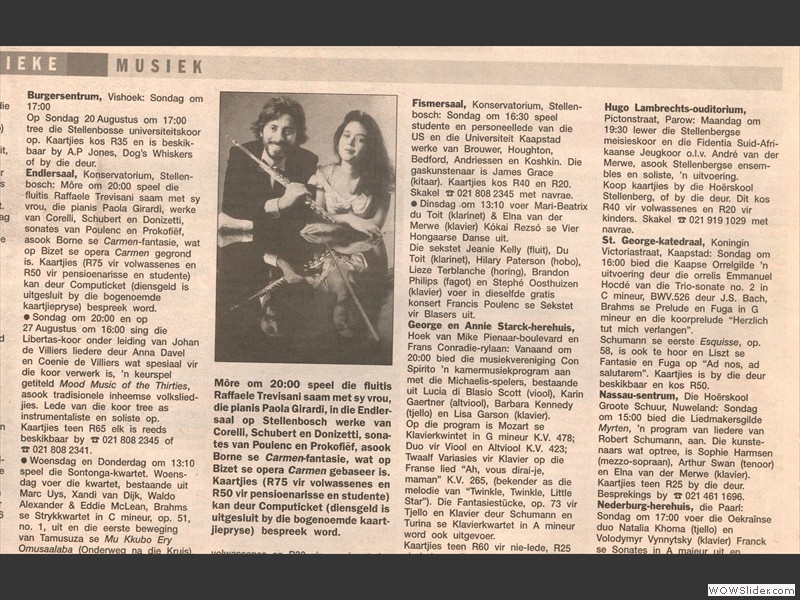 IEKE MUSIEK
Burgersentrum, Vishoek: Sondag om
17:00
Op Sondag 20 Augustus om 17:00
tree die Stellenbosse universiteitskoor
op. Kaartjies kos R35 en is beskik-
baar by A.P Jones, Dog's Whiskers
of by die deur.
Endlersaal, Konservatorium, Stellen-
bosch: Môre om 20:00 speel die
fluitis Raffaele Trevisani saam met sy
vrou, die pianis Paola Girardi, werke
van Corelli, Schubert en Donizetti,
sonates van Poulenc en Prokofiëf,
asook Borne se Carmen-fantasie, wat
op Bizet se opera Carmen gegrond
is. Kaartjies (R75 vir volwassenes en
R50 vir pensioenarisse en studente)
kan deur Computicket (diensgeld is
uitgesluit by die bogenoemde
kaartjiepryse) bespreek word.
● Sondag om 20:00 en op
27 Augustus om 16:00 sing die
Libertas-koor onder leiding van Johan
de Villiers liedere deur Anna Davel
en Coenie de Villiers wat spesiaal vir
die koor verwerk is, 'n keurspel
getiteld Mood Music of the Thirties,
asook tradisionele inheemse volkslied-
jies. Lede van die koor tree as
instrumentaliste en soliste op.
Kaartjies teen R65 elk is reeds
beskikbaar by ☎ 021 808 2345 of
☎ 021 808 2341.
● Woensdag en Donderdag om 13:10
speel die Sontonga-kwartet. Woens-
dag voer die kwartet, bestaande uit
Marc Uys, Xandi van Dijk, Waldo
Alexander & Eddie McLean, Brahms
se Strykkwartet in C mineur, op. 51,
no. 1, uit en die eerste beweging
van Tamusuza se Mu Kkubo Ery
Omusaalaba (Onderweg na die Kruis)
Môre om 20:00 speel die fluitis
Raffaele Trevisani saam met sy vrou,
die pianis Paola Girardi, in die Endler-
saal op Stellenbosch werke van
Corelli, Schubert en Donizetti, sona-
tes van Poulenc en Prokofiëf, asook
Borne se Carmen-fantasie, wat op
Bizet se opera Carmen gebaseer is.
Kaartjies (R75 vir volwassenes en
R50 vir pensioenarisse en studente)
kan deur Computicket (diensgeld is
uitgesluit by die bogenoemde kaart-
jiepryse) bespreek word.
Fismersaal, Konservatorium, Stellen-
bosch: Sondag om 16:30 speel
studente en personeellede van die
US en die Universiteit Kaapstad
werke van Brouwer, Houghton,
Bedford, Andriessen en Koshkin. Die
gaskunstenaar is James Grace
(kitaar). Kaartjies kos R40 en R20.
Skakel ☎ 021 808 2345 met navrae.
● Dinsdag om 13:10 voer Mari-Beatrix
du Toit (klarinet) & Elna van der
Merwe (klavier) Kókai Rezsó se Vier
Hongaarse Danse uit.
Die sekstet Jeanie Kelly (fluit), Du
Toit (klarinet), Hilary Paterson (hobo),
Lieze Terblanche (horing), Brandon
Philips (fagot) en Stephé Oosthuizen
(klavier) voer in dieselfde gratis
konsert Francis Poulenc se Sekstet
vir Blasers uit.
George en Annie Starck-herehuis,
Hoek van Mike Pienaar-boulevard en
Frans Conradie-rylaan: Vanaand om
20:00 bied die musiekvereniging Con
Spirito 'n kamermusiekprogram aan
met die Michaelis-spelers, bestaande
uit Lucia di Blasio Scott (viool), Karin
Gaertner (altviool), Barbara Kennedy
(tjello) en Lisa Garson (klavier).
Op die program is Mozart se
Klavierkwintet in G mineur K.V. 478;
Duo vir Viool en Altviool K.V. 423;
Twaalf Variasies vir Klavier op die
Franse lied "Ah, vous dirai-je,
maman" K.V. 265, (bekender as die
melodie van "Twinkle, Twinkle, Little
Star"). Die Fantasiestücke, op. 73 vir
Tjello en Klavier deur Schumann en
Turina se Klavierkwartet in A mineur
word ook uitgevoer.
Kaartjies teen R60 vir nie-lede, R25
Hugo Lambrechts-ouditorium,
Pictonstraat, Parow: Maandag om
19:30 lewer die Stellenbergse
meisieskoor en die Fidentia Suid-Afri-
kaanse Jeugkoor o.l.v. André van der
Merwe, asook Stellenbergse ensem-
bles en soliste, 'n uitvoering.
Koop kaartjies by die Hoërskool
Stellenberg, of by die deur. Dit kos
R40 vir volwassenes en R20 vir
kinders. Skakel ☎ 021 919 1029 met
navrae.
St. George-katedraal, Koningin
Victoriastraat, Kaapstad: Sondag om
16:00 bied die Kaapse Orrelgilde 'n
uitvoering deur die orrelis Emmanuel
Hocdé van die Trio-sonate no. 2 in
C mineur, BWV.526 deur J.S. Bach,
Brahms se Prelude en Fuga in G
mineur en die koorprelude "Herzlich
tut mich verlangen".
Schumann se eerste Esquisse, op.
58, is ook te hoor en Liszt se
Fantasie en Fuga op "Ad nos, ad
salutarem". Kaartjies is by die deur
beskikbaar en kos R50.
Nassau-sentrum, Die Hoërskool
Groote Schuur, Nuweland: Sondag
om 15:00 bied die Liedmakersgilde
Myrten, 'n program van liedere van
Robert Schumann, aan. Die kunste-
naars wat optree, is Sophie Harmsen
(mezzo-sopraan), Arthur Swan (tenoor)
en Elna van der Merwe (klavier).
Kaartjies teen R25 by die deur.
Besprekings by ☎ 021 461 1696.
Nederburg-herehuis, die Paarl:
Sondag om 17:00 voer die Oekraïnse
duo Natalia Khoma (tjello) en
Volodymyr Vynnytsky (klavier) Franck
se Sonates in A majeur uit en
WOWSlider.com